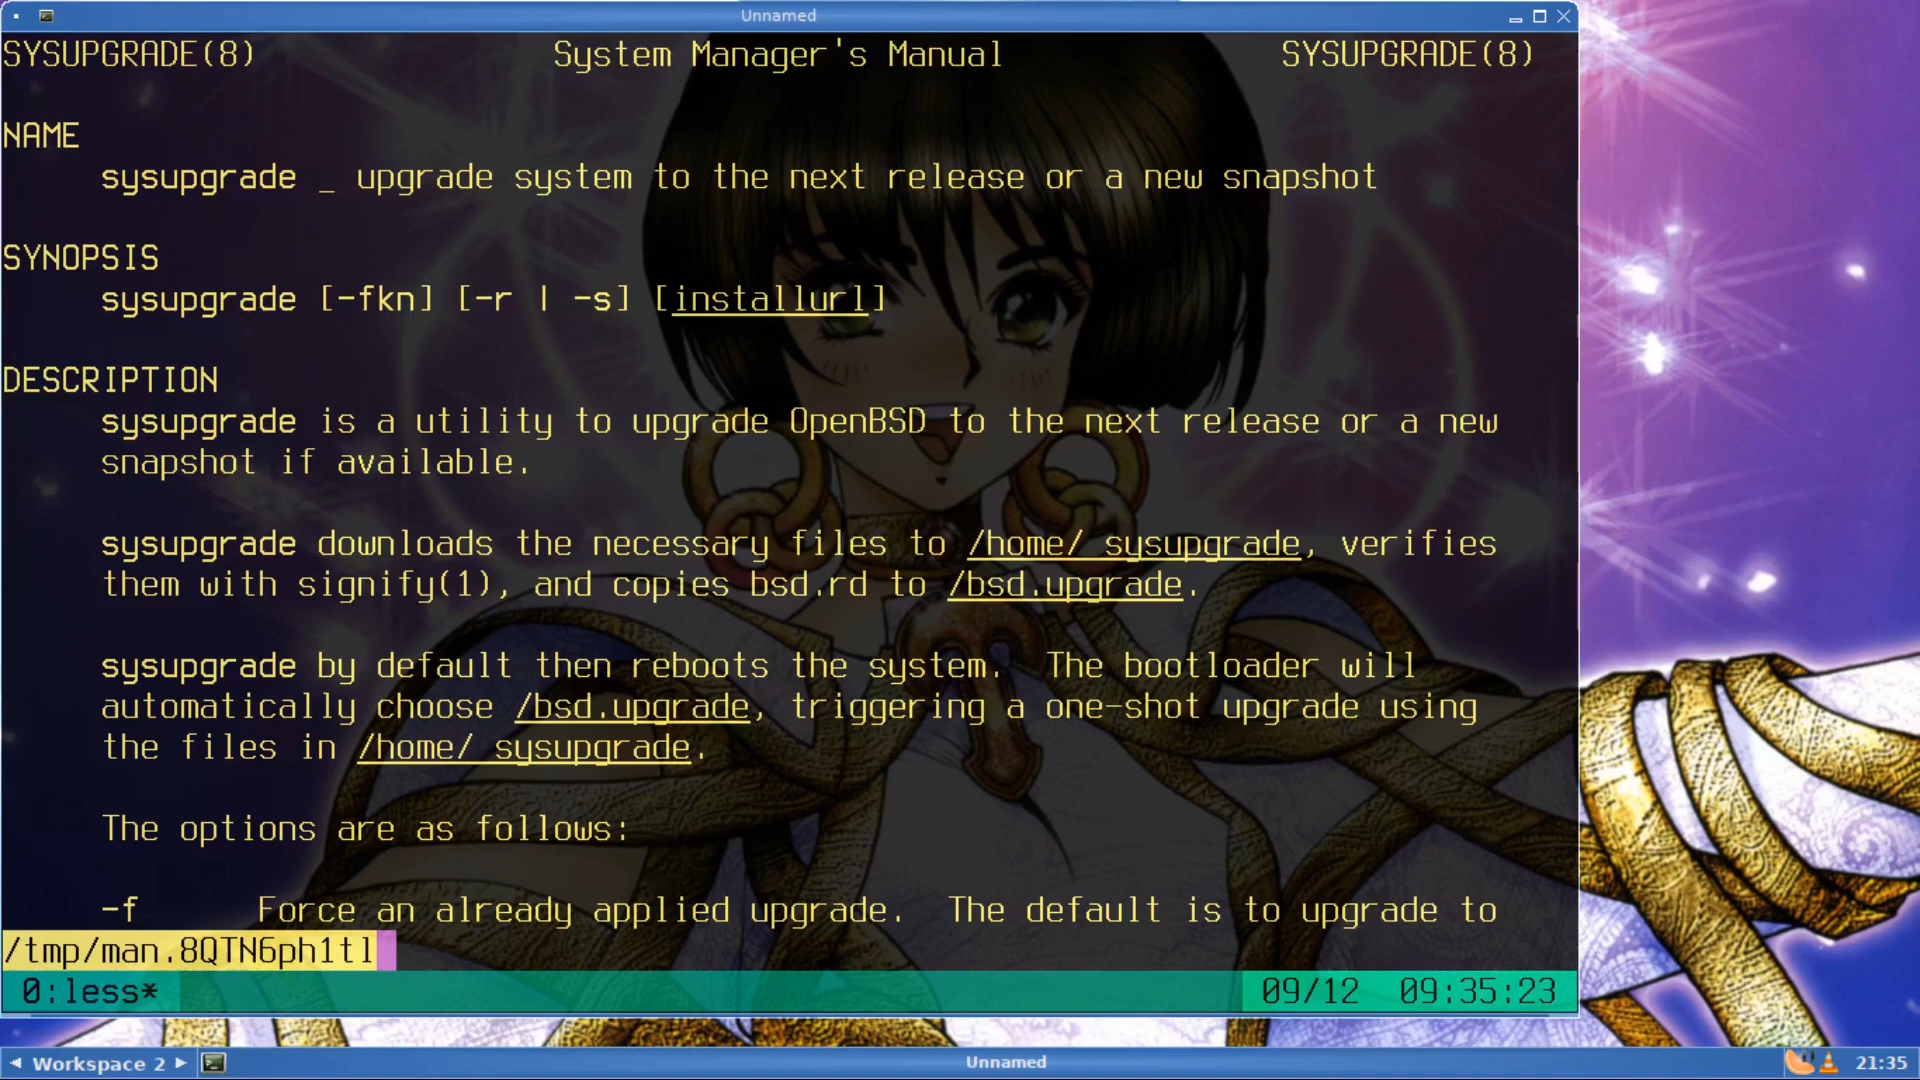 Unnamed
SYSUPGRADE(8) System Manager's Manual SYSUPGRADE(8)
NAME
sysupgrade _ upgrade system to the next release or a new snapshot
SYNOPSIS
sysupgrade [-fkn] [-r | -s] [installurl]
DESCRIPTION
sysupgrade is a utility to upgrade OpenBSD to the next release or a new
snapshot if available.
sysupgrade downloads the necessary files to /home/_sysupgrade, verifies
them with signify(1), and copies bsd.rd to /bsd.upgrade.
sysupgrade by default then reboots the system. The bootloader will
automatically choose /bsd.upgrade, triggering a one-shot upgrade using
the files in /home/_sysupgrade.
The options are as follows:
-f Force an already applied upgrade. The default is to upgrade to
/tmp/man.8QTN6ph1tl
0:less* 09/12 09:35:23
Workspace 2 Unnamed 21:35